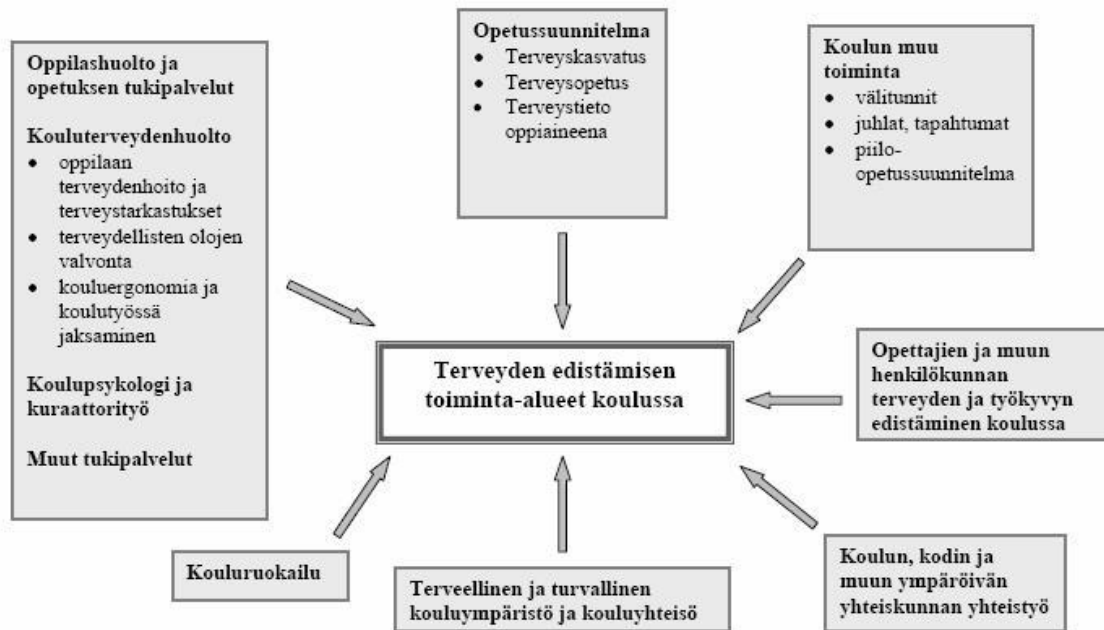 Oppilashuolto ja
opetuksen tukipalvelut
Kouluterveydenhuolto
• oppilaan
terveydenhoito ja
terveystarkastukset
• terveydellisten olojen
valvonta
• kouluergonomia ja
koulutyössä
jaksaminen
Koulupsykologi ja
kuraattorityö
Muut tukipalvelut
Opetussuunnitelma
• Terveyskasvatus
• Terveysopetus
• Terveystieto
oppiaineena
Koulun muu
toiminta
• välitunnit
• juhlat, tapahtumat
• piilo-
opetussuunnitelma
Terveyden edistämisen
toiminta-alueet koulussa
Opettajien ja muun
henkilökunnan
terveyden ja työkyvyn
edistäminen koulussa
Kouluruokailu
Terveellinen ja turvallinen
kouluympäristö ja kouluyhteisö
Koulun, kodin ja
muun ympäröivän
yhteiskunnan yhteistyö